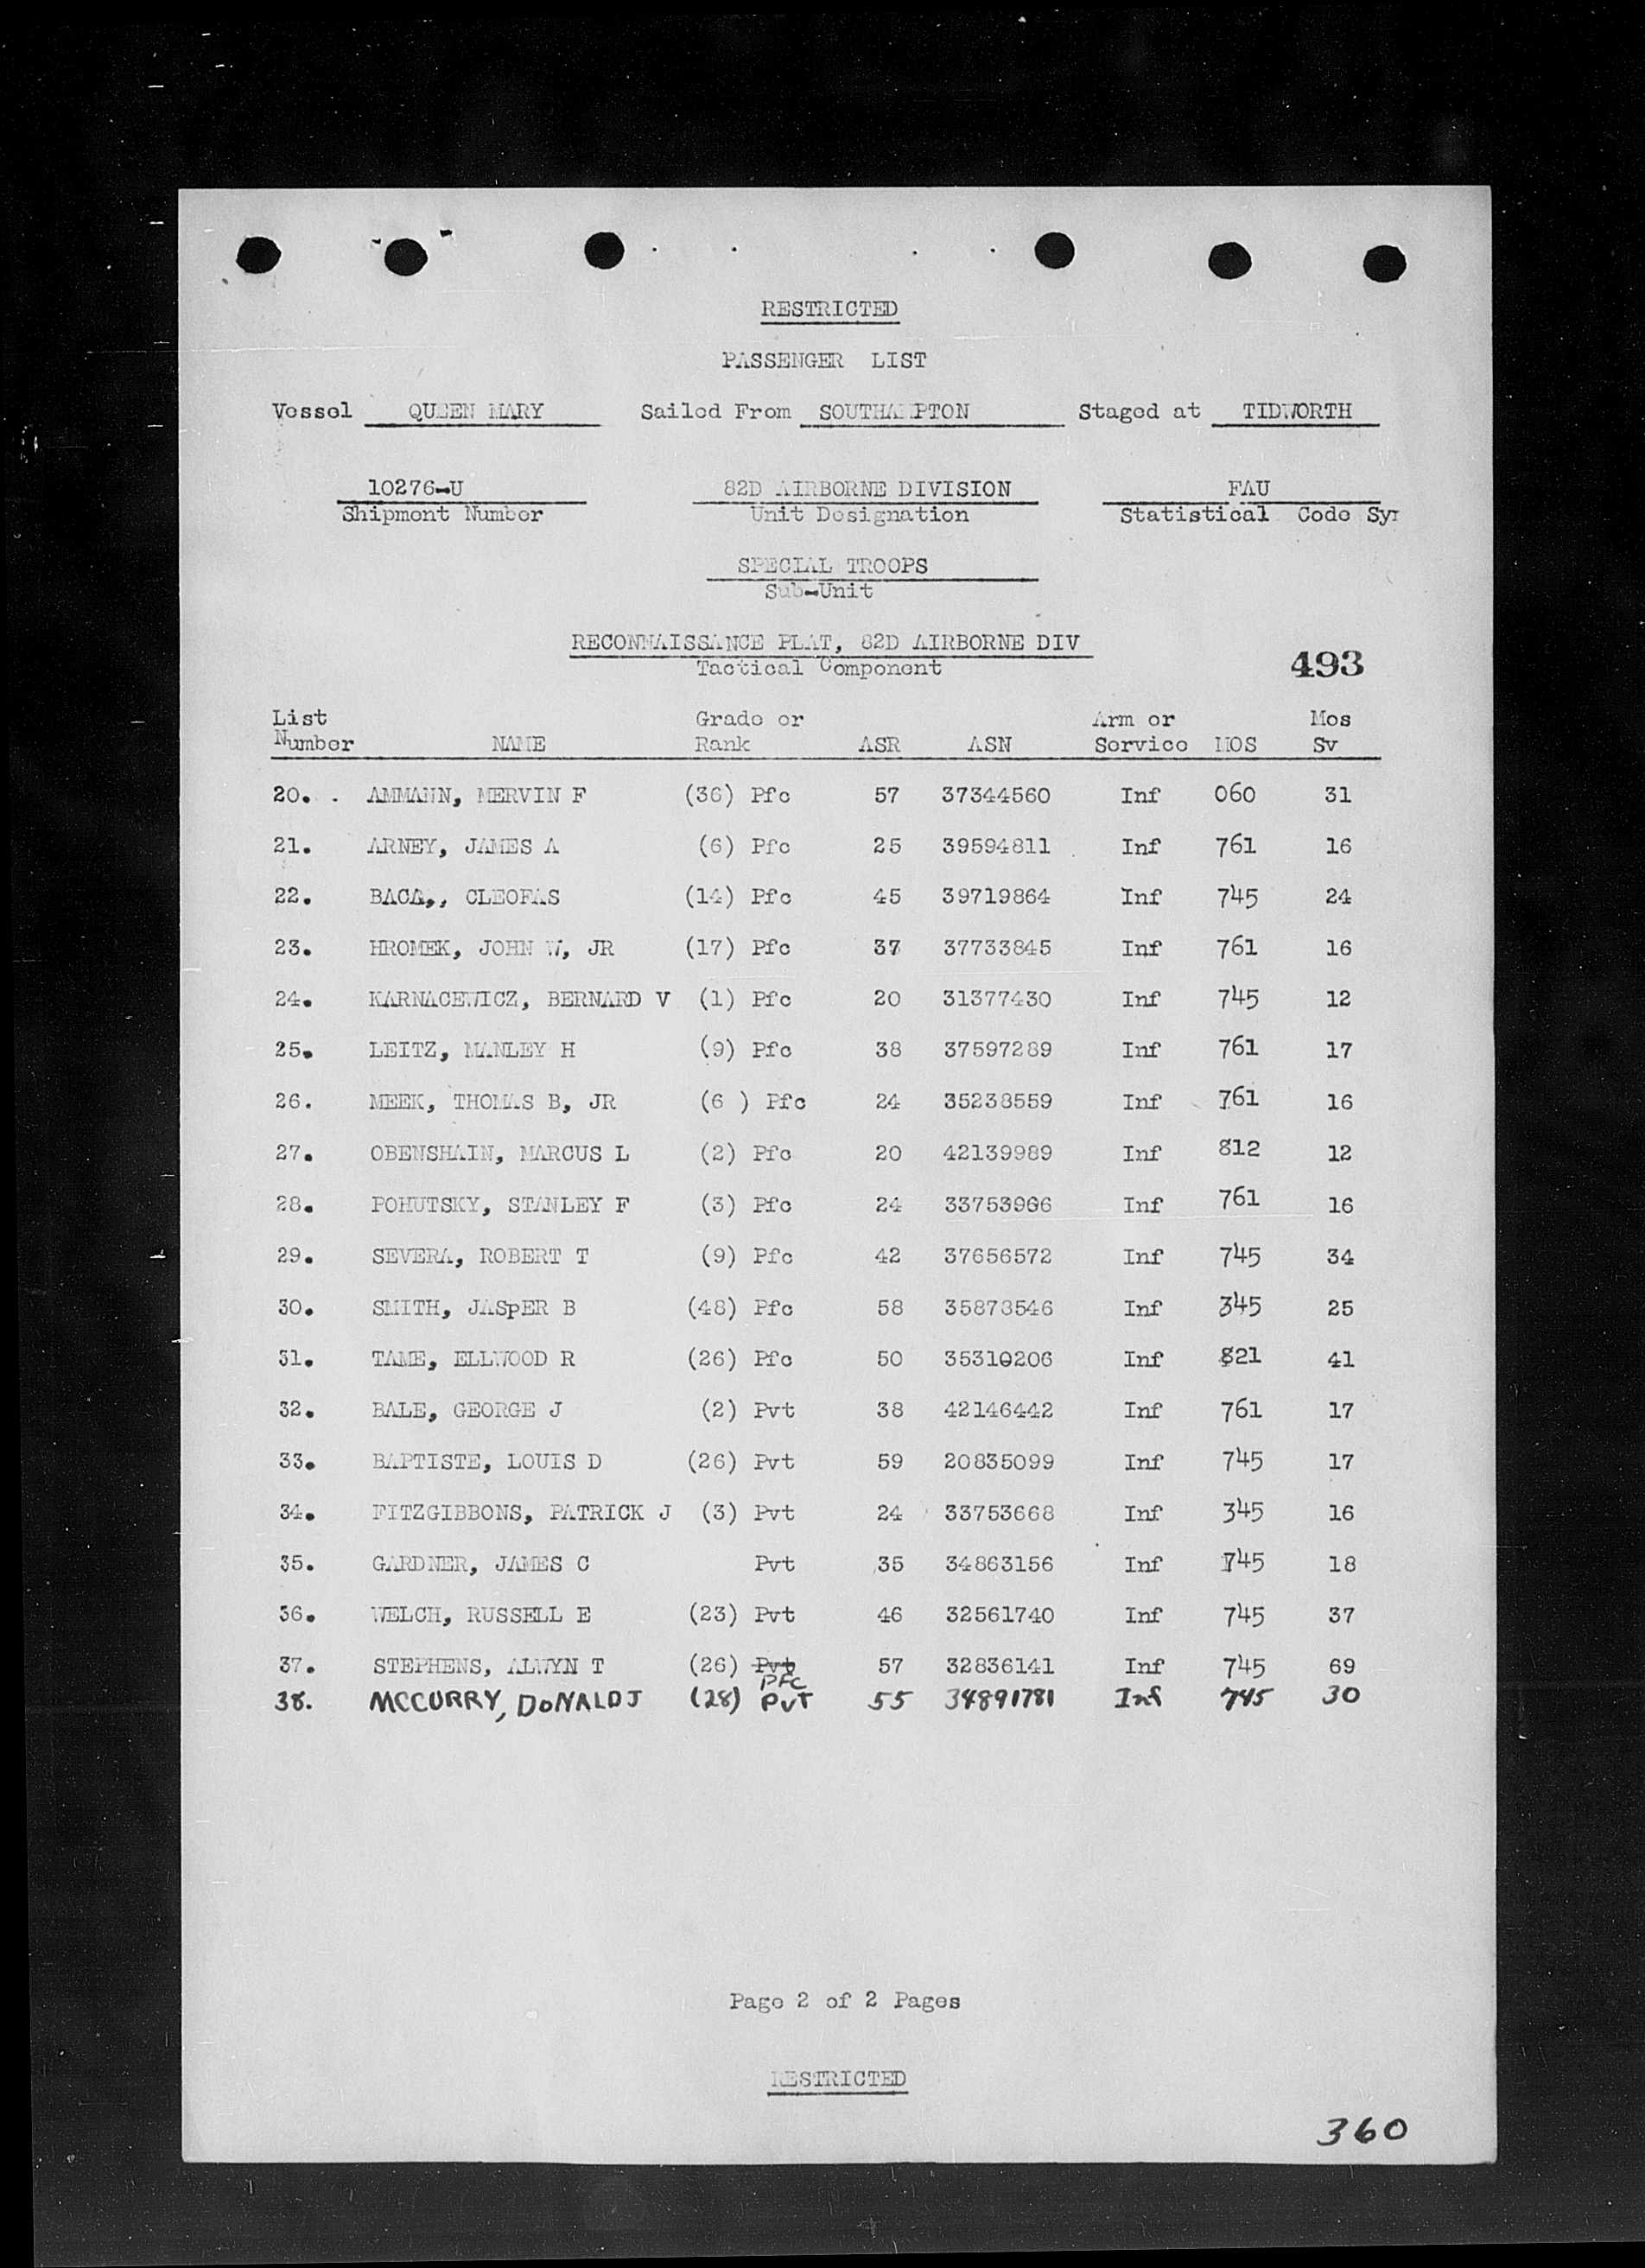 RESTRICTED
PASSENGER LIST
Vessel QUEEN MARY Sailed From SOUTHAMPTON Staged at TIDWORTH
10276-U 82D AIRBORNE DIVISION FAU
Shipment Number Unit Designation Statistical Code Sym
SPECIAL TROOPS
Sub-Unit
RECONNAISSANCE PLAT, 82D AIRBORNE DIV
Tactical Component 493
List Grade or Arm or Mos
Number NAME Rank ASR ASN Service MOS Sv
20. . AMMANN, MERVIN F (36) Pfc 57 37344560 Inf 060 31
21. ARNEY, JAMES A (6) Pfc 25 39594811 Inf 761 16
22. BACA,, CLEOFAS (14) Pfc 45 39719864 Inf 745 24
23. HROMEK, JOHN W, JR (17) Pfc 37 37733845 Inf 761 16
24. KARNACEWICZ, BERNARD V (1) Pfc 20 31377430 Inf 745 12
25. LEITZ, MANLEY H (9) Pfc 38 37597289 Inf 761 17
26. MEEK, THOMAS B, JR (6 ) Pfc 24 35238559 Inf 761 16
27. OBENSHAIN, MARCUS L (2) Pfc 20 42139989 Inf 812 12
28. POHUTSKY, STANLEY F (3) Pfc 24 33753906 Inf 761 16
29. SEVERA, ROBERT T (9) Pfc 42 37656572 Inf 745 34
30. SMITH, JASpER B (48) Pfc 58 35873546 Inf 345 25
31. TAME, ELLWOOD R (26) Pfc 50 35310206 Inf 821 41
32. BALE, GEORGE J (2) Pvt 38 42146442 Inf 761 17
33. BAPTISTE, LOUIS D (26) Pvt 59 20835099 Inf 745 17
34. FITZGIBBONS, PATRICK J (3) Pvt 24 33753668 Inf 345 16
35. GARDNER, JAMES C Pvt 35 34863156 Inf 745 18
36. WELCH, RUSSELL E (23) Pvt 46 32561740 Inf 745 37
37. STEPHENS, ALWYN T (26) Pvt 57 32836141 Inf 745 69
PFC
38. MCCURRY, DONALD J (28) PVT 55 34891781 Inf 745 30
Page 2 of 2 Pages
RESTRICTED
360